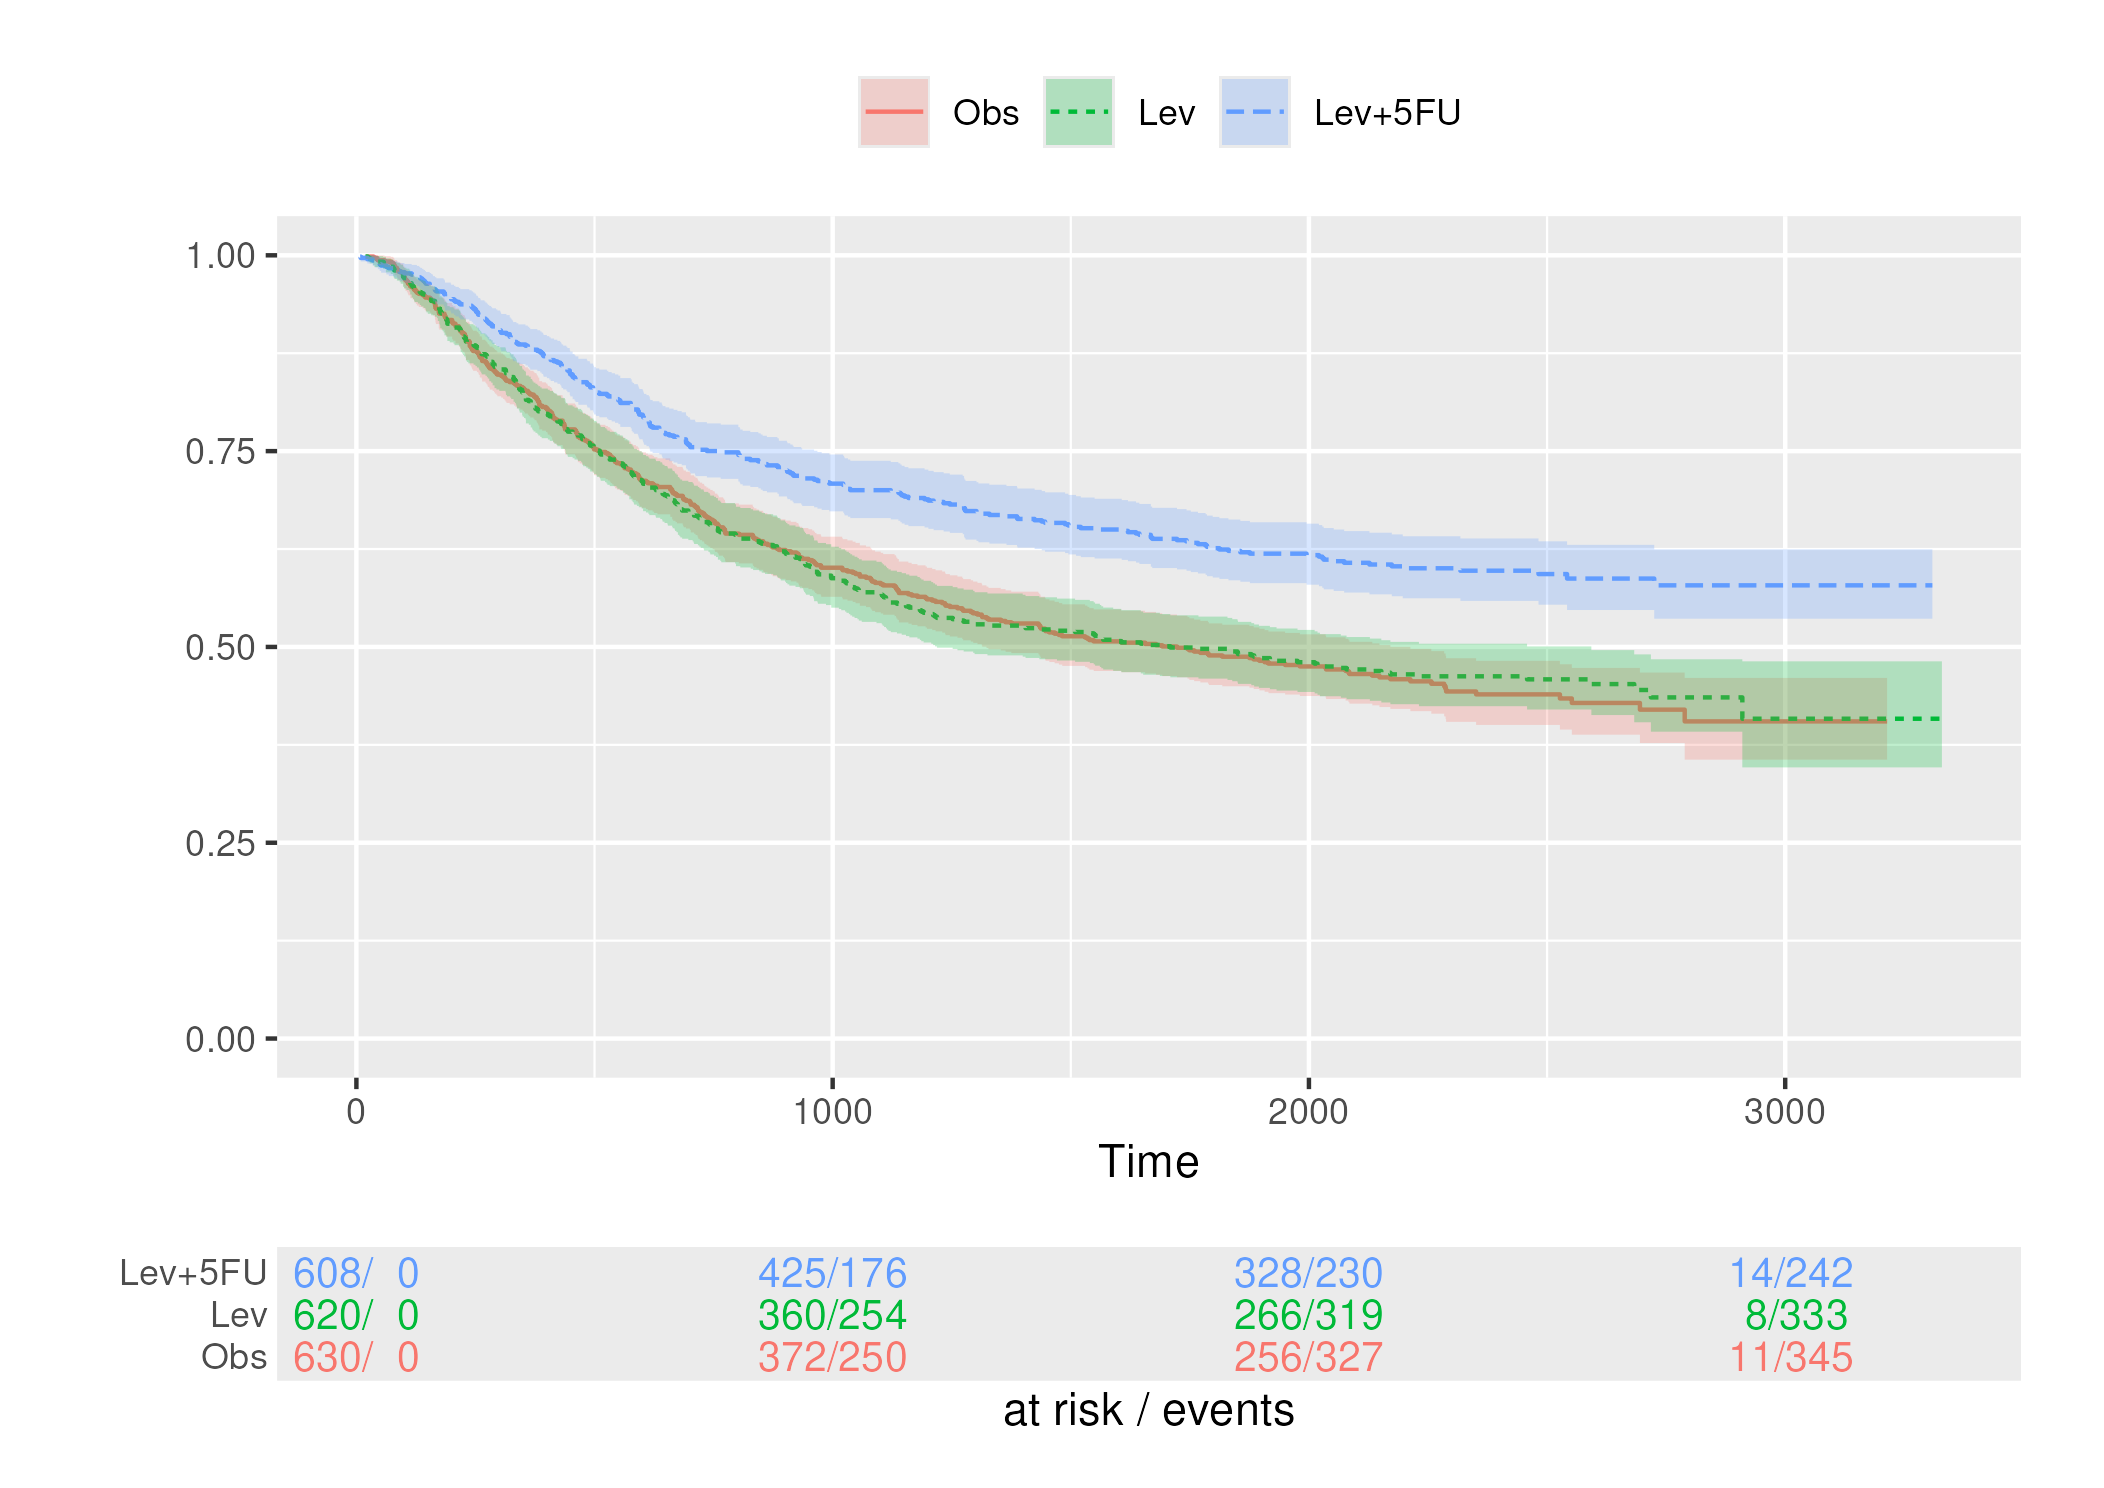 Obs Lev Lev+5FU
1.00
0.75
0.50
0.25
0.00
0 1000 2000 3000
Time
Lev+5FU 608/ 0 425/176 328/230 14/242
Lev 620/ 0 360/254 266/319 8/333
Obs 630/ 0 372/250 256/327 11/345
at risk / events